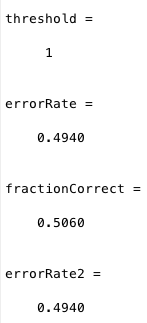 threshold =
1
errorRate =
0.4940
fractionCorrect =
0.5060
errorRate2 =
0.4940